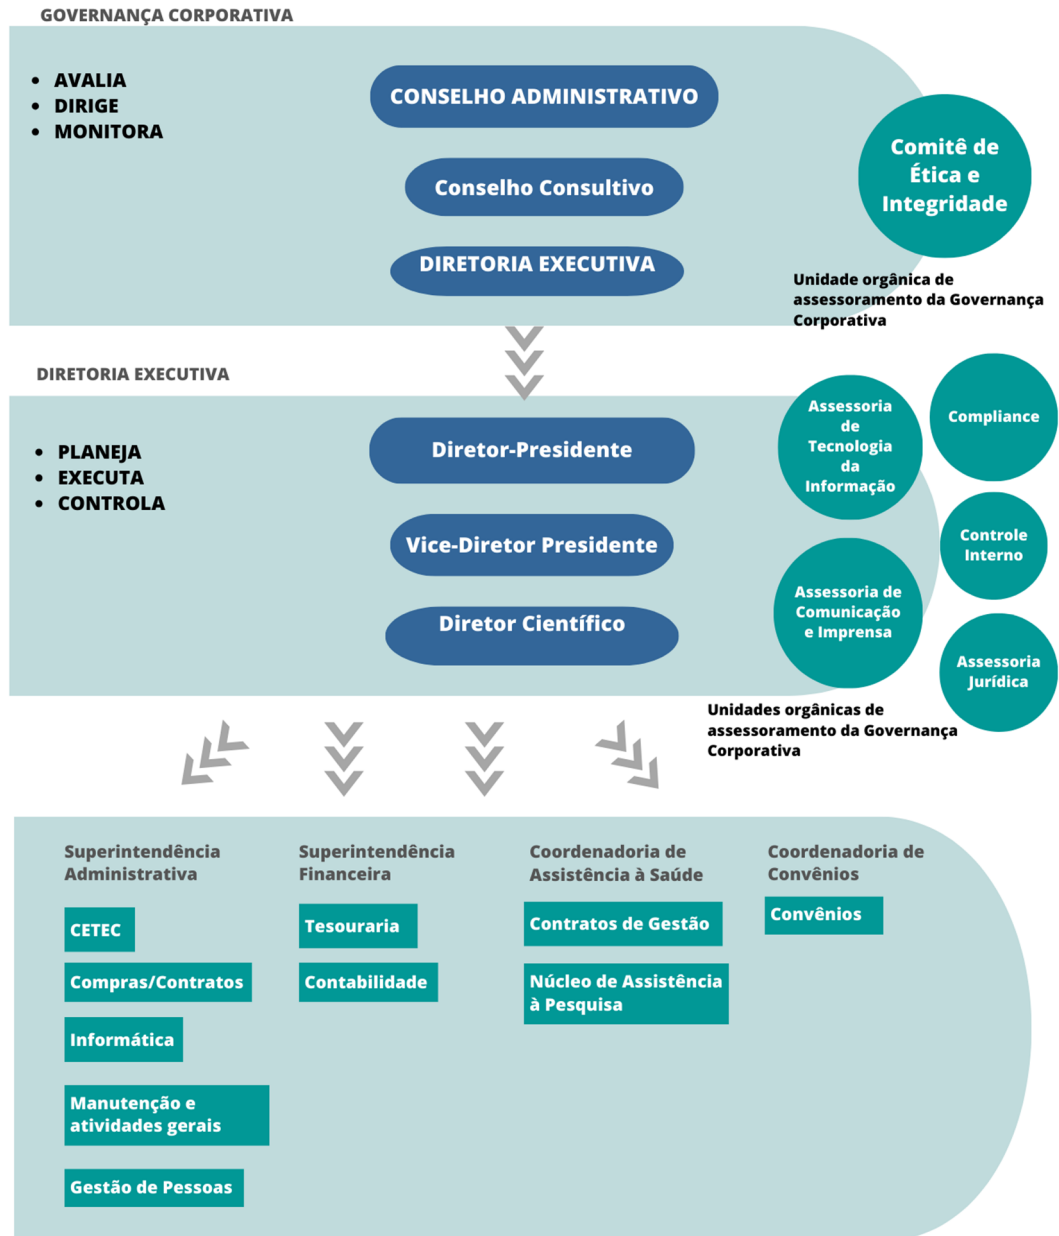 GOVERNANÇA CORPORATIVA
• AVALIA
• DIRIGE
• MONITORA
CONSELHO ADMINISTRATIVO
Conselho Consultivo
DIRETORIA EXECUTIVA
Comitê de
Ética e
Integridade
Unidade orgânica de
assessoramento da Governança
Corporativa
DIRETORIA EXECUTIVA
• PLANEJA
• EXECUTA
• CONTROLA
Diretor-Presidente
Vice-Diretor Presidente
Diretor Científico
Assessoria
de
Tecnologia
da
Informação
Compliance
Controle
Interno
Assessoria de
Comunicação
e Imprensa
Assessoria
Jurídica
Unidades orgânicas de
assessoramento da Governança
Corporativa
Superintendência
Administrativa
CETEC
Compras/Contratos
Informática
Manutenção e
atividades gerais
Gestão de Pessoas
Superintendência
Financeira
Tesouraria
Contabilidade
Coordenadoria de
Assistência à Saúde
Contratos de Gestão
Núcleo de Assistência
à Pesquisa
Coordenadoria de
Convênios
Convênios